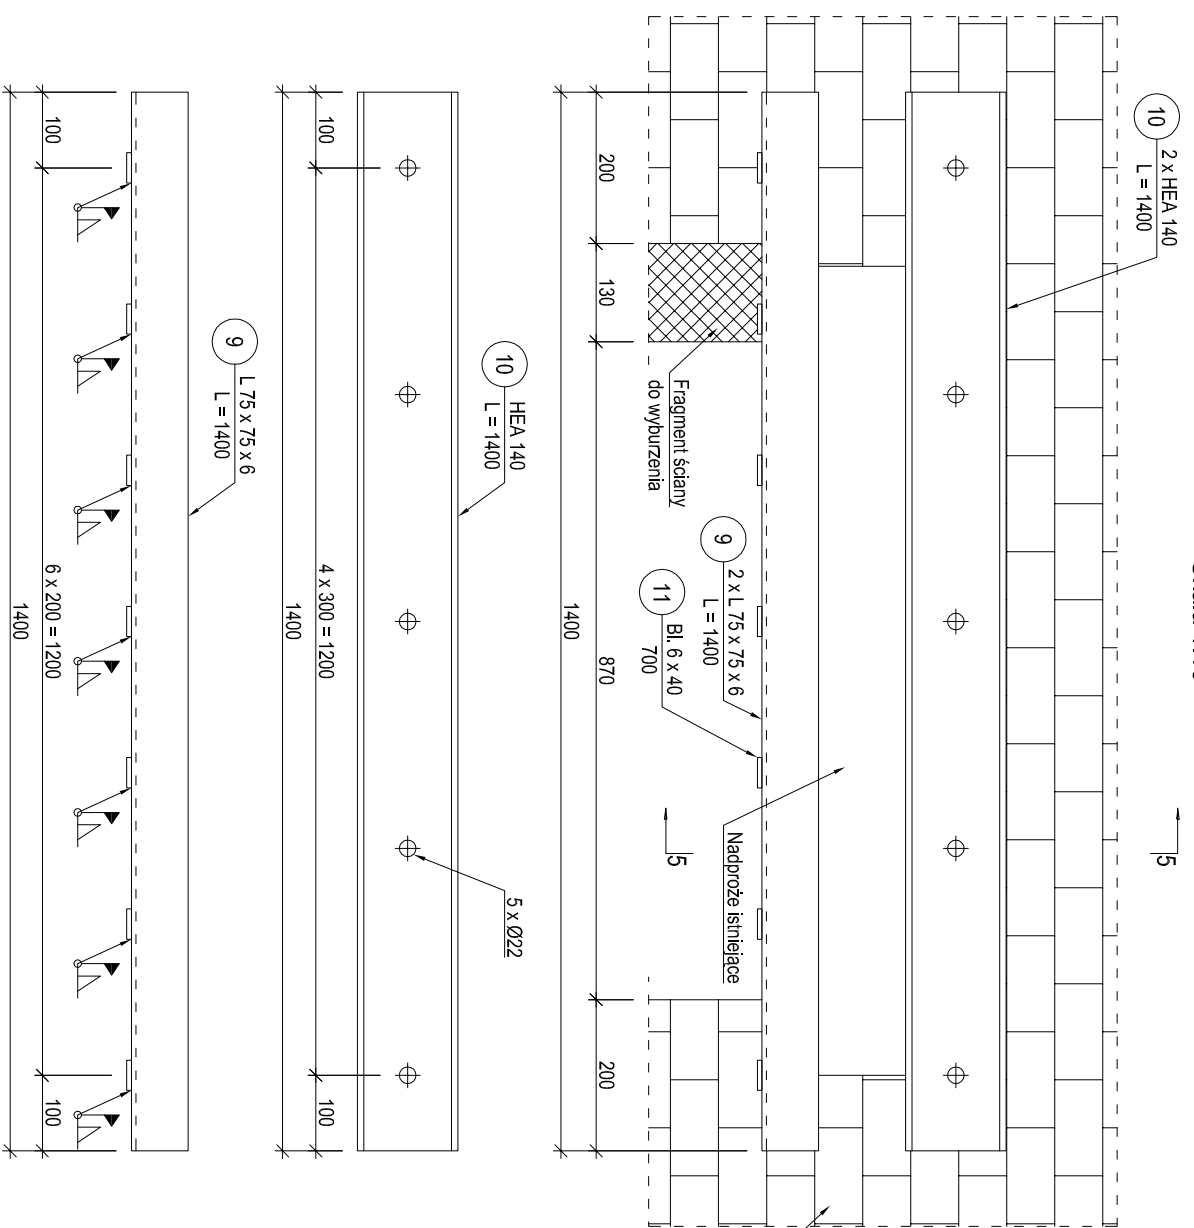 10
2 x HEA 140
L = 1400
5
5
200
130
870
200
1400
Fragment ściany
do wyburzenia
9
2 x L 75 x 75 x 6
L = 1400
11
Bl. 6 x 40
700
Nadproże istniejące
10
HEA 140
L = 1400
5 x Ø22
100
4 x 300 = 1200
100
1400
9
L 75 x 75 x 6
L = 1400
100
6 x 200 = 1200
100
1400